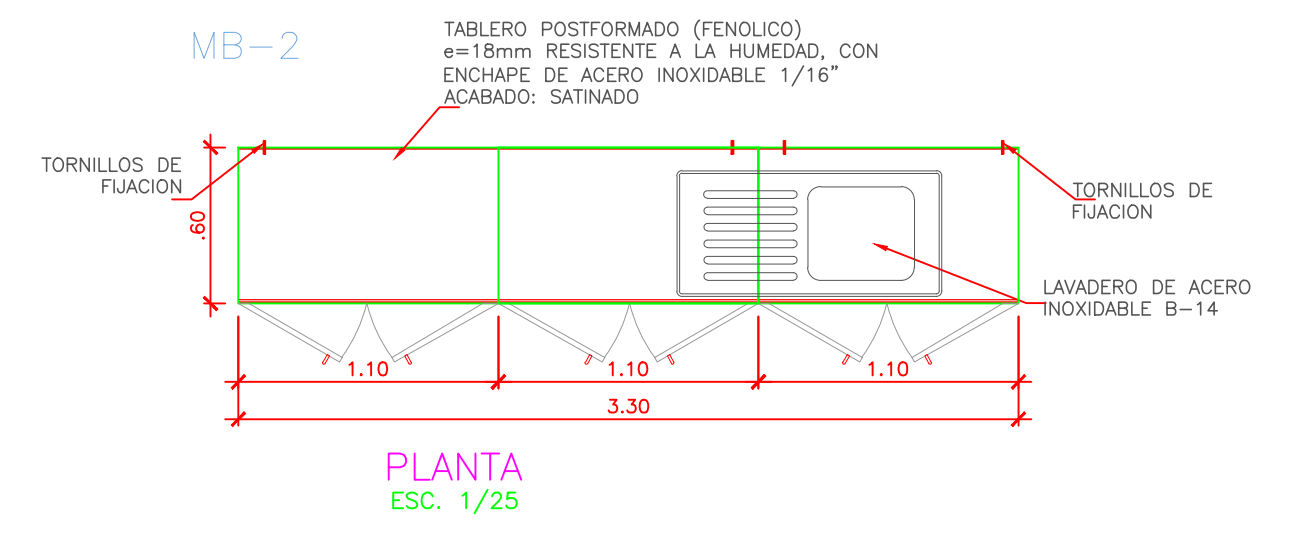 MB-2
TABLERO POSTFORMADO (FENOLICO)
e=18mm RESISTENTE A LA HUMEDAD, CON
ENCHAPE DE ACERO INOXIDABLE 1/16”
ACABADO: SATINADO
TORNILLOS DE
FIJACION
.60
TORNILLOS DE
FIJACION
LAVADERO DE ACERO
INOXIDABLE B-14
1.10
1.10
1.10
3.30
PLANTA
ESC. 1/25